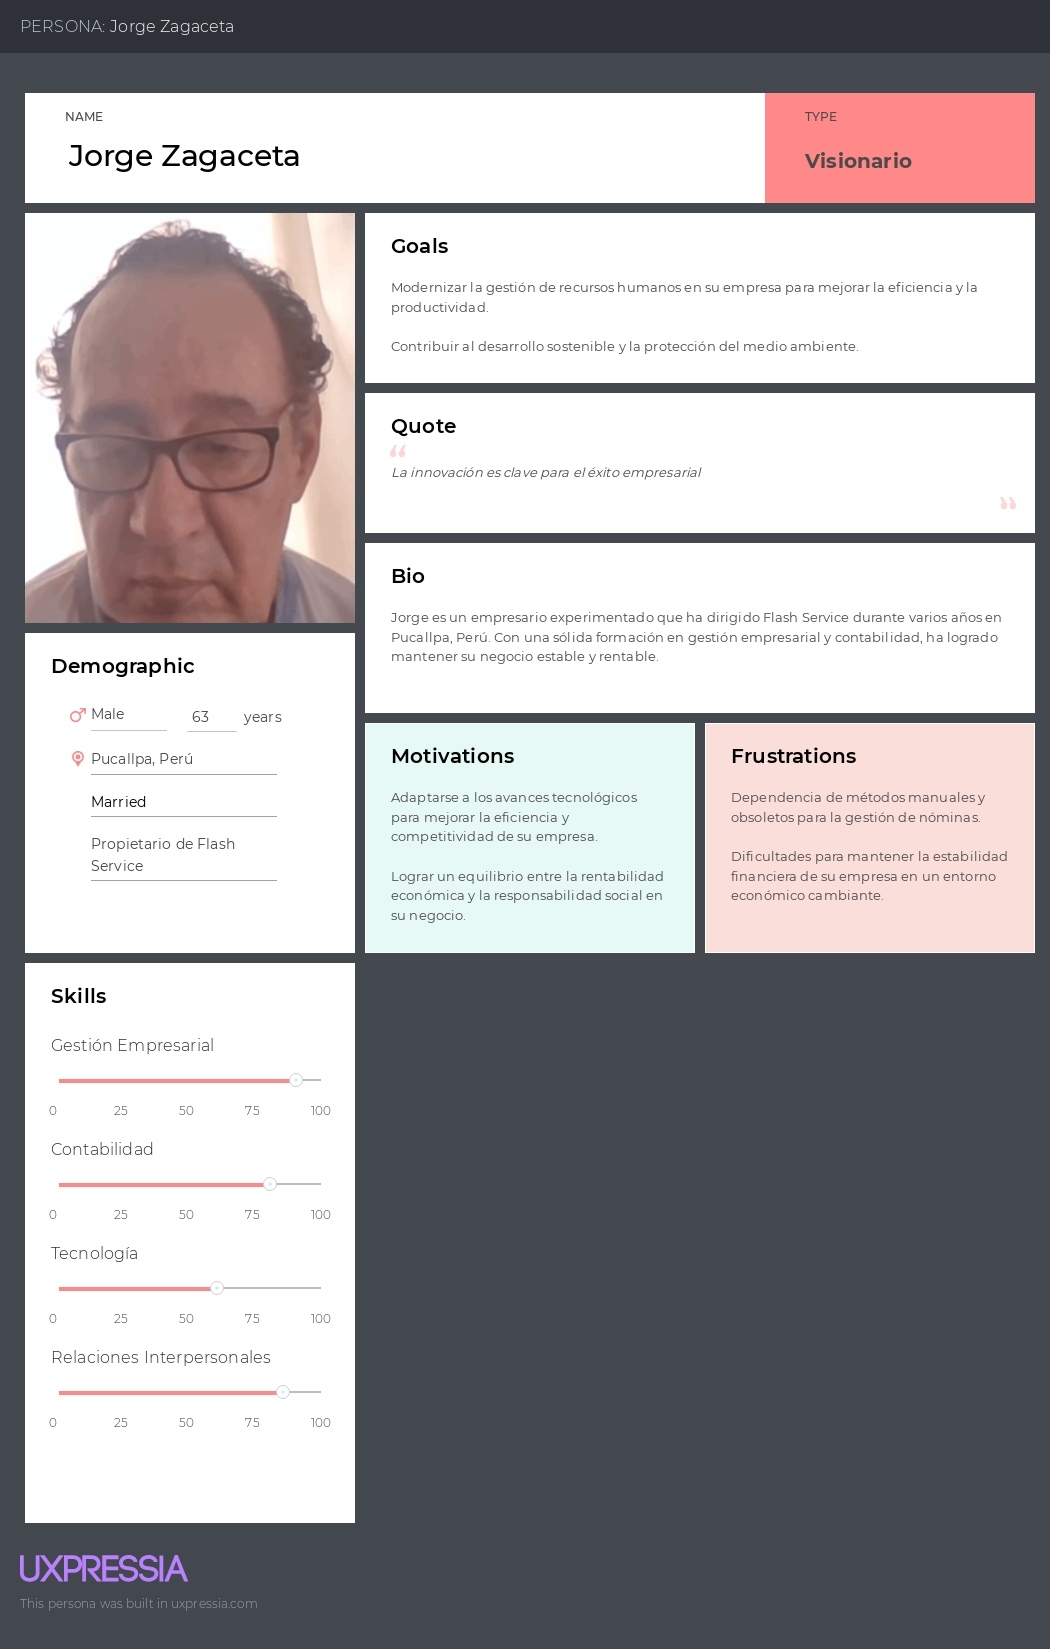 PERSONA: Jorge Zagaceta
NAME
Jorge Zagaceta
TYPE
Visionario
Goals
Modernizar la gestión de recursos humanos en su empresa para mejorar la eficiencia y la
productividad.
Contribuir al desarrollo sostenible y la protección del medio ambiente.
Quote
“
La innovación es clave para el éxito empresarial
”
Bio
Jorge es un empresario experimentado que ha dirigido Flash Service durante varios años en
Pucallpa, Perú. Con una sólida formación en gestión empresarial y contabilidad, ha logrado
mantener su negocio estable y rentable.
Demographic
Male 63 years
Pucallpa, Perú
Married
Propietario de Flash
Service
Motivations
Adaptarse a los avances tecnológicos
para mejorar la eficiencia y
competitividad de su empresa.
Lograr un equilibrio entre la rentabilidad
económica y la responsabilidad social en
su negocio.
Frustrations
Dependencia de métodos manuales y
obsoletos para la gestión de nóminas.
Dificultades para mantener la estabilidad
financiera de su empresa en un entorno
económico cambiante.
Skills
Gestión Empresarial
0 25 50 75 100
Contabilidad
0 25 50 75 100
Tecnología
0 25 50 75 100
Relaciones Interpersonales
0 25 50 75 100
UXPRESSIA
This persona was built in uxpressia.com